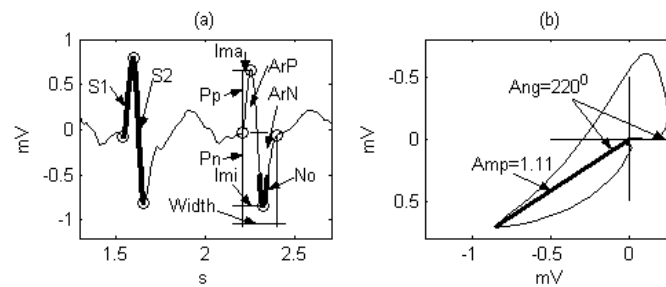 (a)
(b)
1
0.5
0
-0.5
-1
mV
1.5
2
2.5
s
S1
S2
Ima
ArP
Pp
ArN
Pn
Imi
No
Width
-0.5
0
0.5
mV
-1
-0.5
0
mV
Ang=220⁰
Amp=1.11